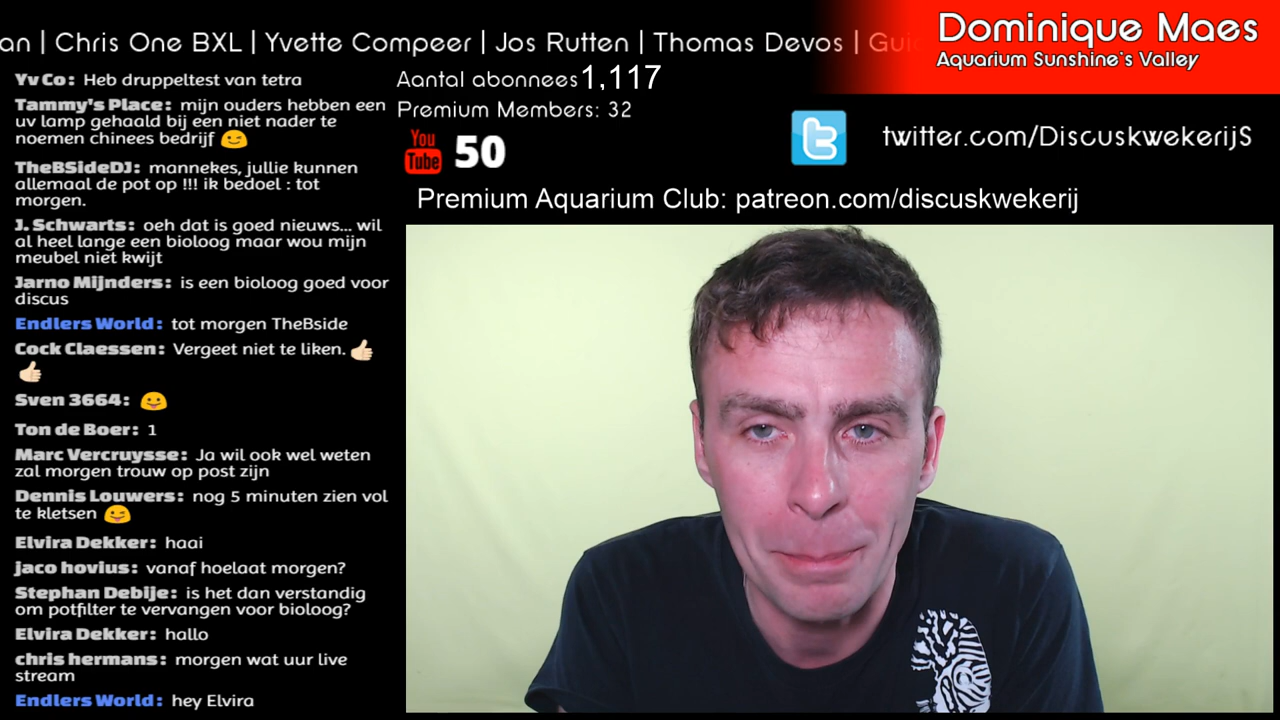 an | Chris One BXL | Yvette Compeer | Jos Rutten | Thomas Devos | Gui
Dominique Maes
Aquarium Sunshine's Valley
Aantal abonnees 1,117
Premium Members: 32
You
Tube 50
twitter.com/DiscuskwekerijS
Premium Aquarium Club: patreon.com/discuskwekerij
Yv Co: Heb druppeltest van tetra
Tammy's Place: mijn ouders hebben een
uv lamp gehaald bij een niet nader te
noemen chinees bedrijf 😉
TheBSideDJ: mannekes, jullie kunnen
allemaal de pot op !!! ik bedoel : tot
morgen.
J. Schwarts: oeh dat is goed nieuws... wil
al heel lange een bioloog maar wou mijn
meubel niet kwijt
Jarno Mijnders: is een bioloog goed voor
discus
Endlers World: tot morgen TheBside
Cock Claessen: Vergeet niet te liken. 👍🏻
👍🏻
Sven 3664: 😛
Ton de Boer: 1
Marc Vercruysse: Ja wil ook wel weten
zal morgen trouw op post zijn
Dennis Louwers: nog 5 minuten zien vol
te kletsen 😜
Elvira Dekker: haai
jaco hovius: vanaf hoelaat morgen?
Stephan Debije: is het dan verstandig
om potfilter te vervangen voor bioloog?
Elvira Dekker: hallo
chris hermans: morgen wat uur live
stream
Endlers World: hey Elvira